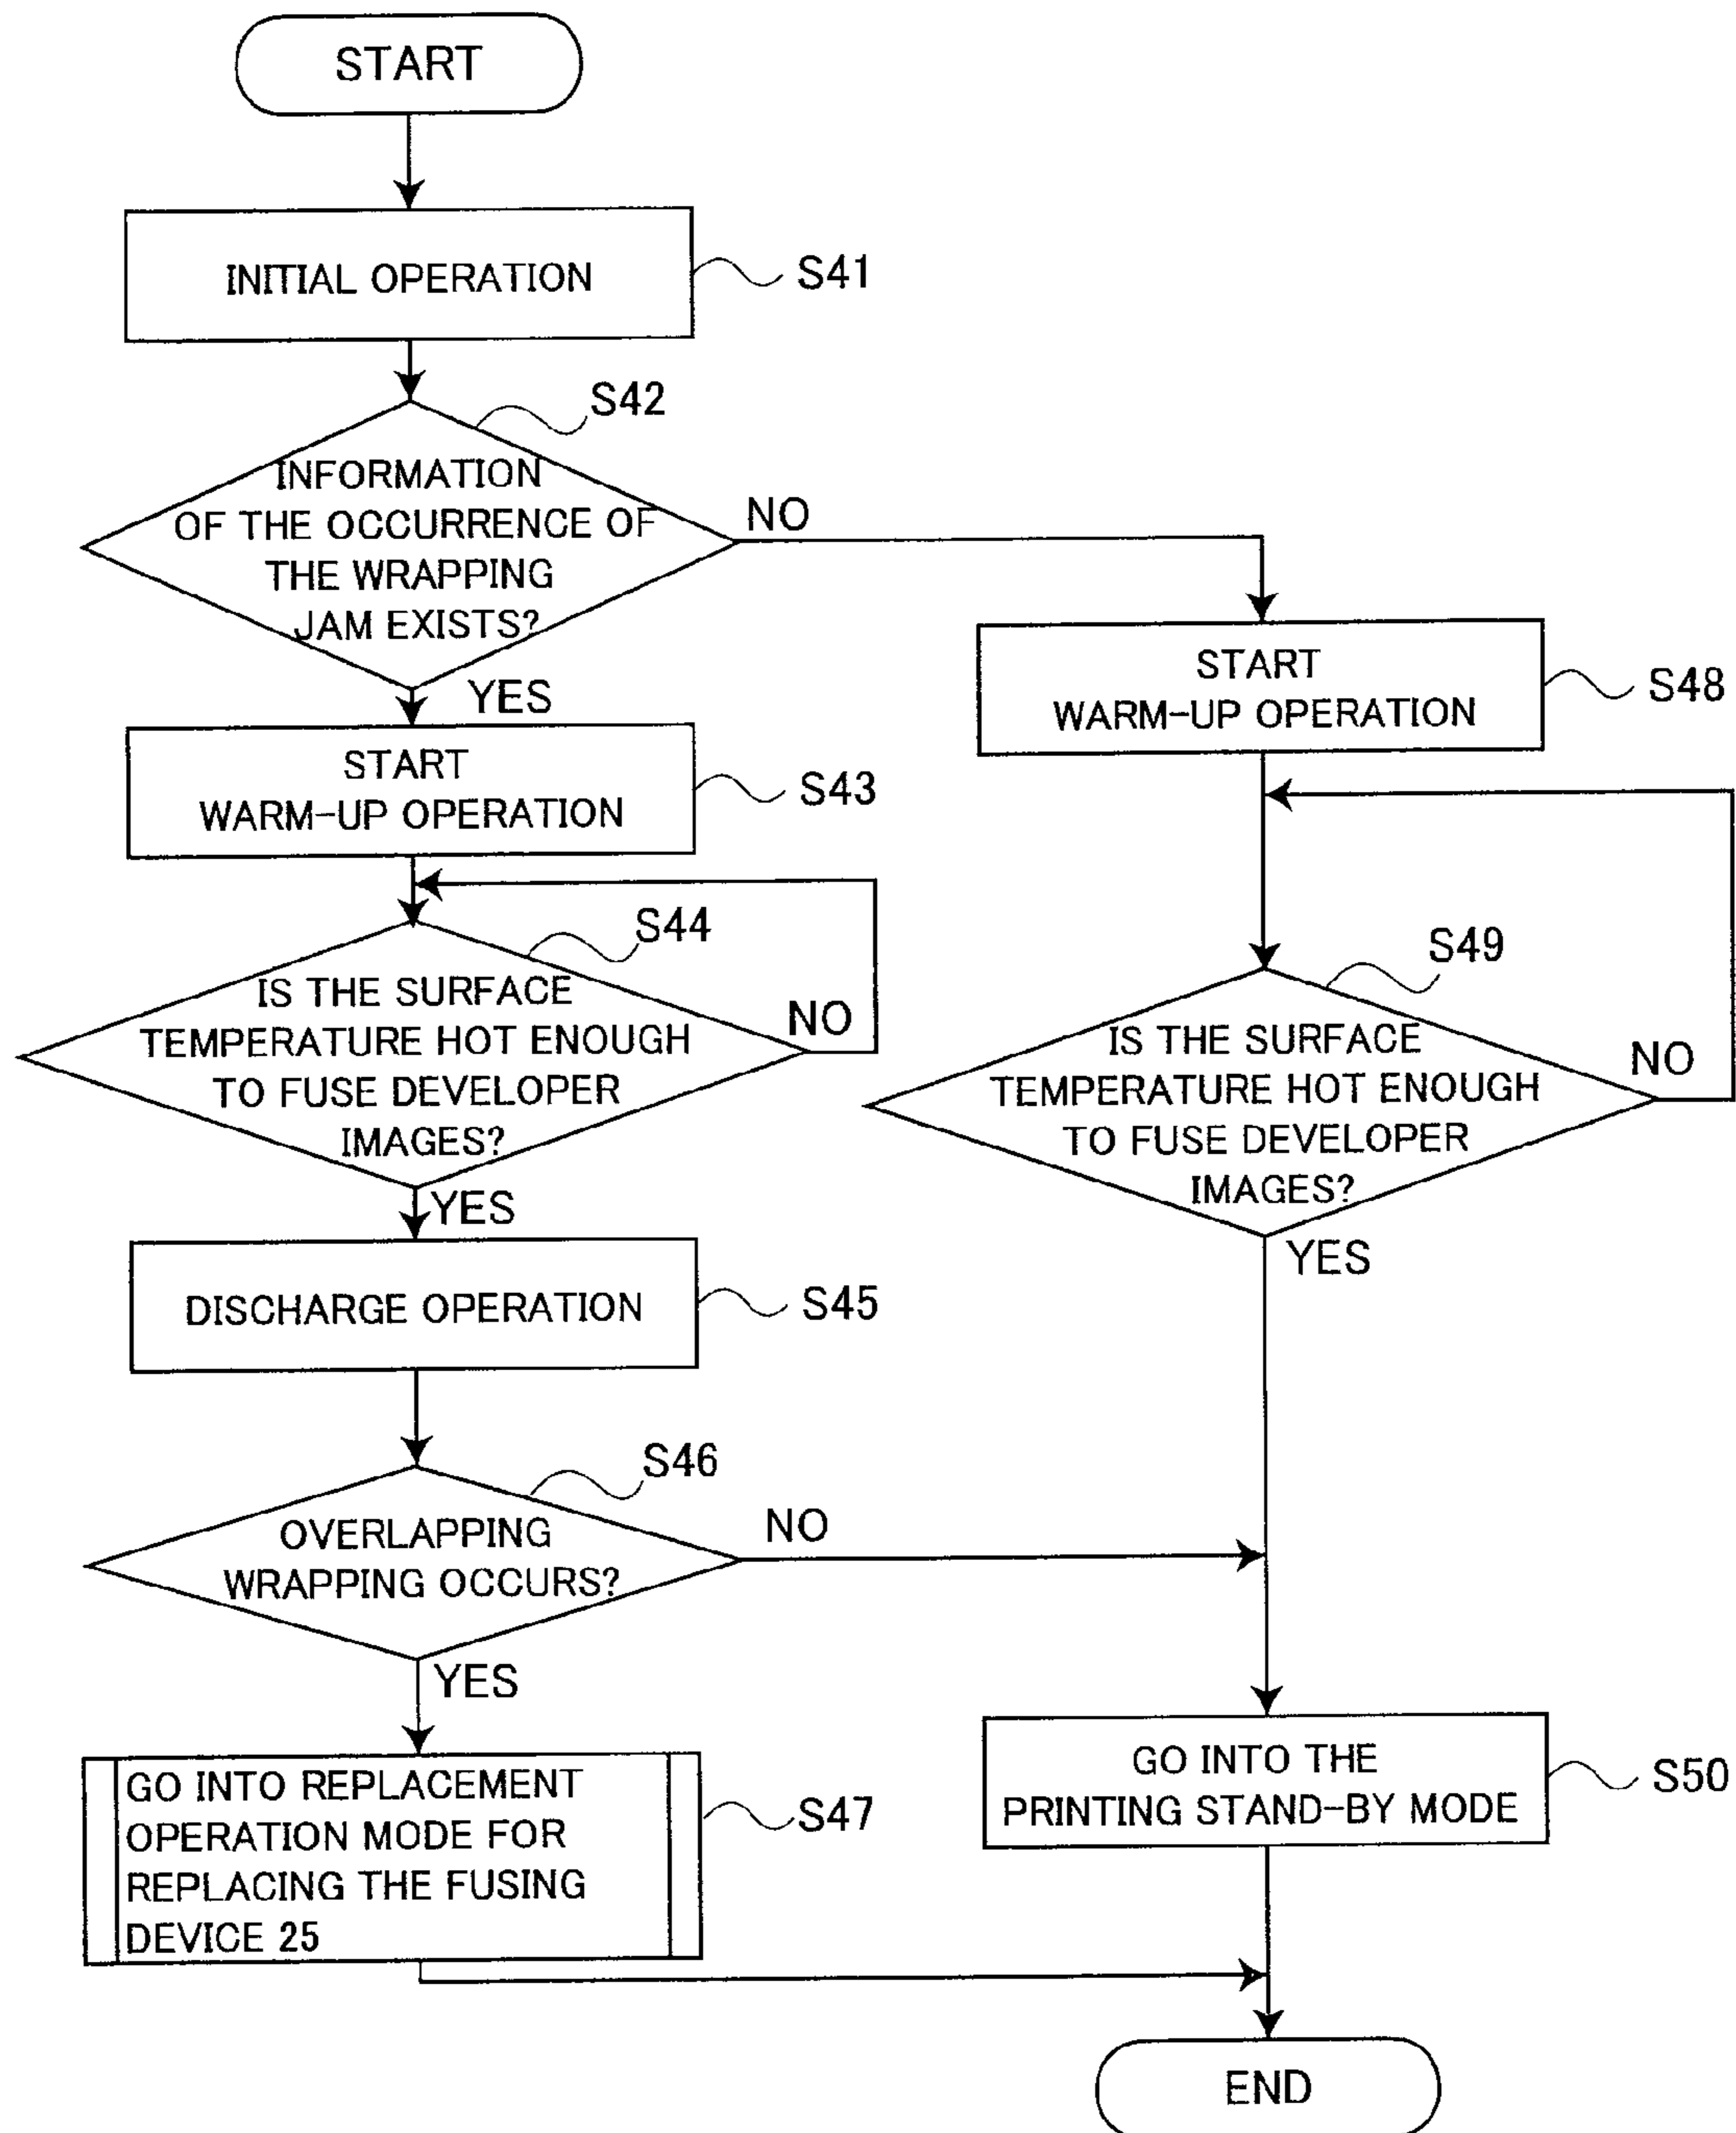 START
INITIAL OPERATION
S41
S42
INFORMATION
OF THE OCCURRENCE OF
THE WRAPPING
JAM EXISTS?
NO
YES
START
WARM-UP OPERATION
S43
START
WARM-UP OPERATION
S48
S44
IS THE SURFACE
TEMPERATURE HOT ENOUGH
TO FUSE DEVELOPER
IMAGES?
NO
YES
S49
IS THE SURFACE
TEMPERATURE HOT ENOUGH
TO FUSE DEVELOPER
IMAGES?
NO
YES
DISCHARGE OPERATION
S45
S46
OVERLAPPING
WRAPPING OCCURS?
NO
YES
GO INTO REPLACEMENT
OPERATION MODE FOR
REPLACING THE FUSING
DEVICE 25
S47
GO INTO THE
PRINTING STAND-BY MODE
S50
END